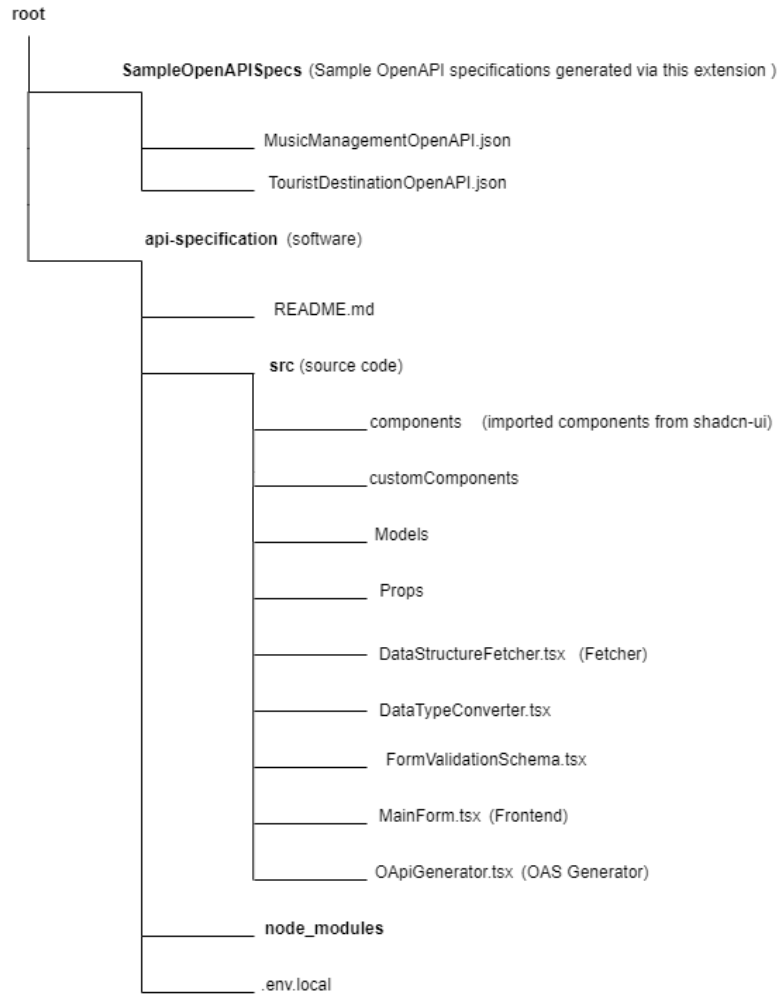 root
SampleOpenAPISpecs (Sample OpenAPI specifications generated via this extension )
MusicManagementOpenAPI.json
TouristDestinationOpenAPI.json
api-specification (software)
README.md
src (source code)
components (imported components from shadcn-ui)
customComponents
Models
Props
DataStructureFetcher.tsx (Fetcher)
DataTypeConverter.tsx
FormValidationSchema.tsx
MainForm.tsx (Frontend)
OApiGenerator.tsx (OAS Generator)
node_modules
.env.local